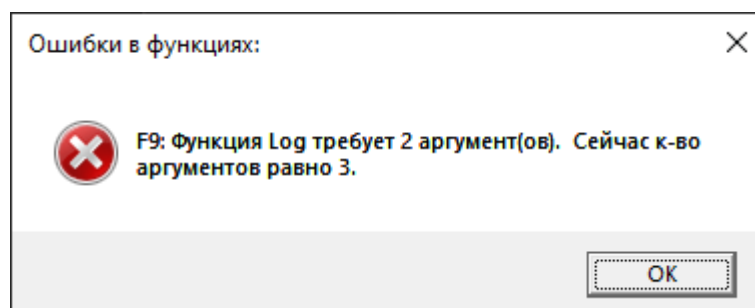 Ошибки в функциях:
F9: Функция Log требует 2 аргумент(ов).  Сейчас к-во
аргументов равно 3.
OK